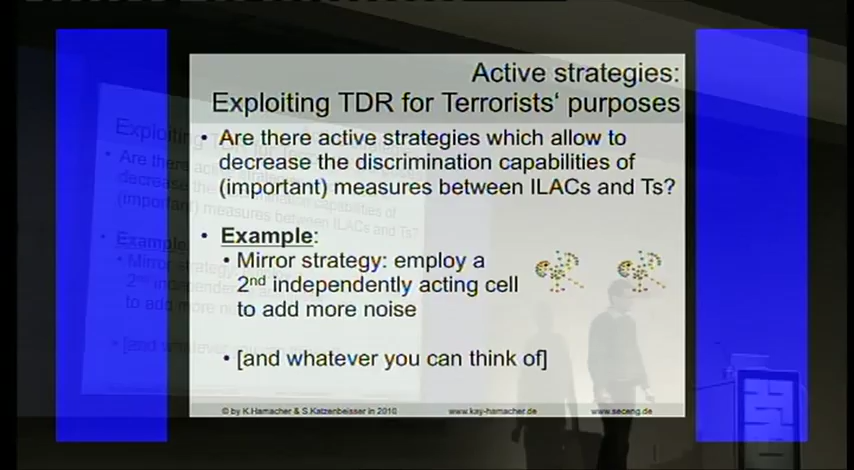 Active strategies:
Exploiting TDR for Terrorists‘ purposes
• Are there active strategies which allow to
decrease the discrimination capabilities of
(important) measures between ILACs and Ts?
• Example:
• Mirror strategy: employ a
2nd independently acting cell
to add more noise
• [and whatever you can think of]
© by K.Hamacher & S.Katzenbeisser in 2010 www.kay-hamacher.de www.seceng.de